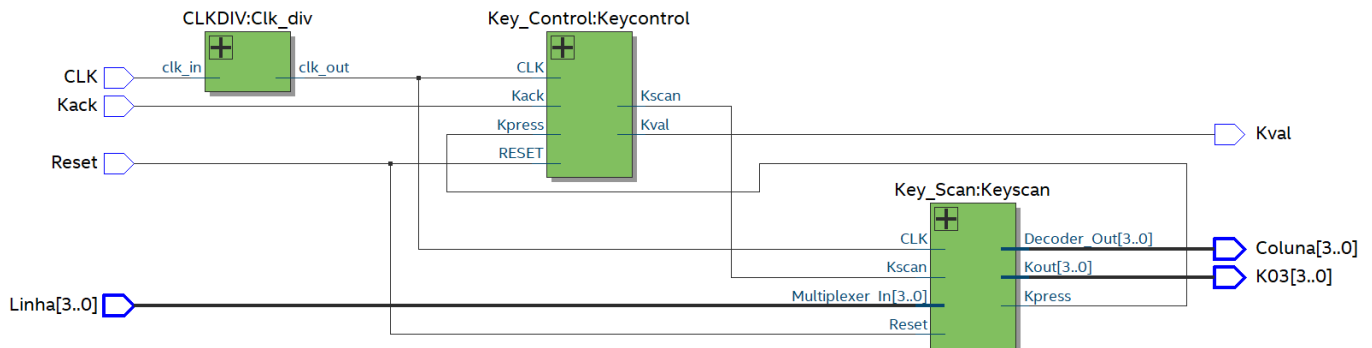 CLKDIV:Clk_div
Key_Control:Keycontrol
CLK
clk_in
clk_out
CLK
Kack
Kack
Kscan
Kpress
Kval
Kval
Reset
RESET
Key_Scan:Keyscan
CLK
Decoder_Out[3..0]
Coluna[3..0]
Kscan
Kout[3..0]
K03[3..0]
Linha[3..0]
Multiplexer_In[3..0]
Kpress
Reset